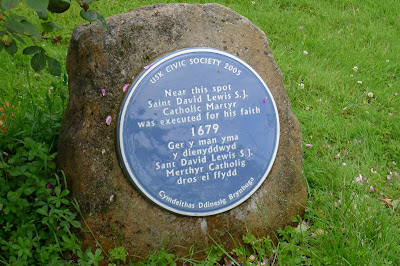 USK CIVIC SOCIETY 2005
Near this spot
Saint David Lewis S.J.
Catholic Martyr
was executed for his faith
1679
Ger y man yma
y dienyddwyd
Sant David Lewis S.J.
Merthyr Catholig
dros ei ffydd
Cymdeithas Ddinesig Brynbuga